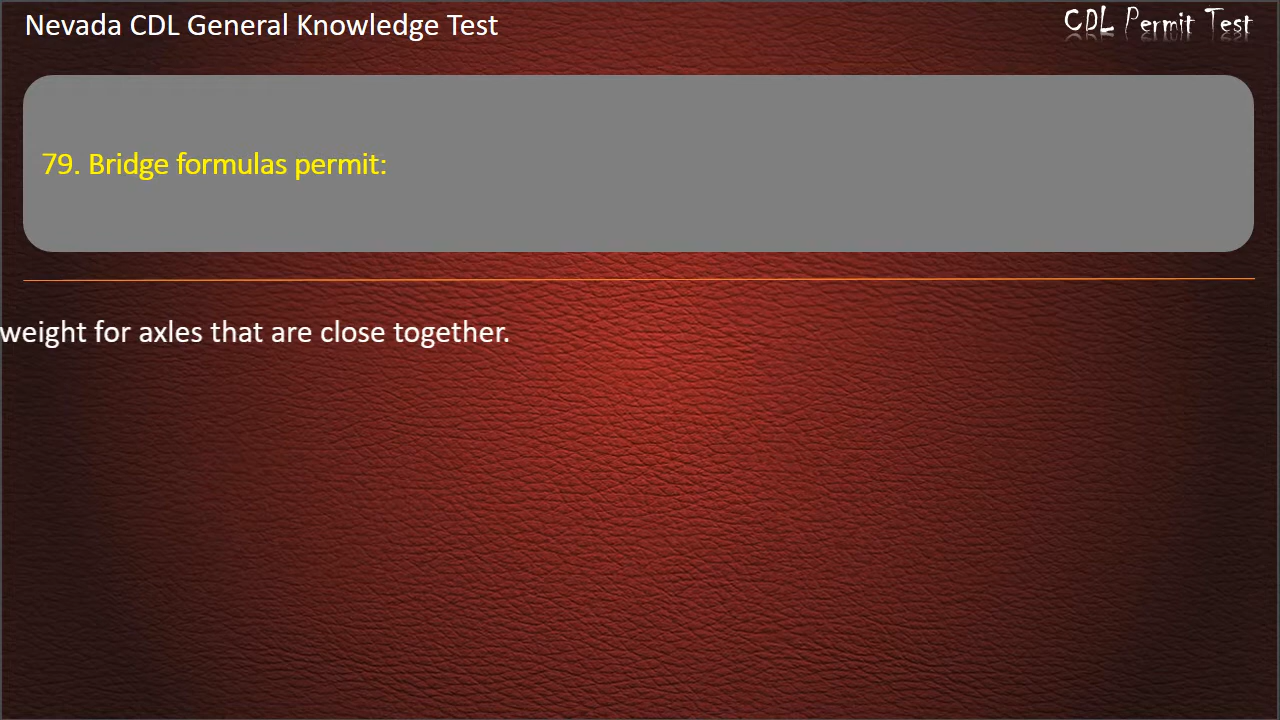 Nevada CDL General Knowledge Test
CDL Permit Test
79. Bridge formulas permit:
weight for axles that are close together.